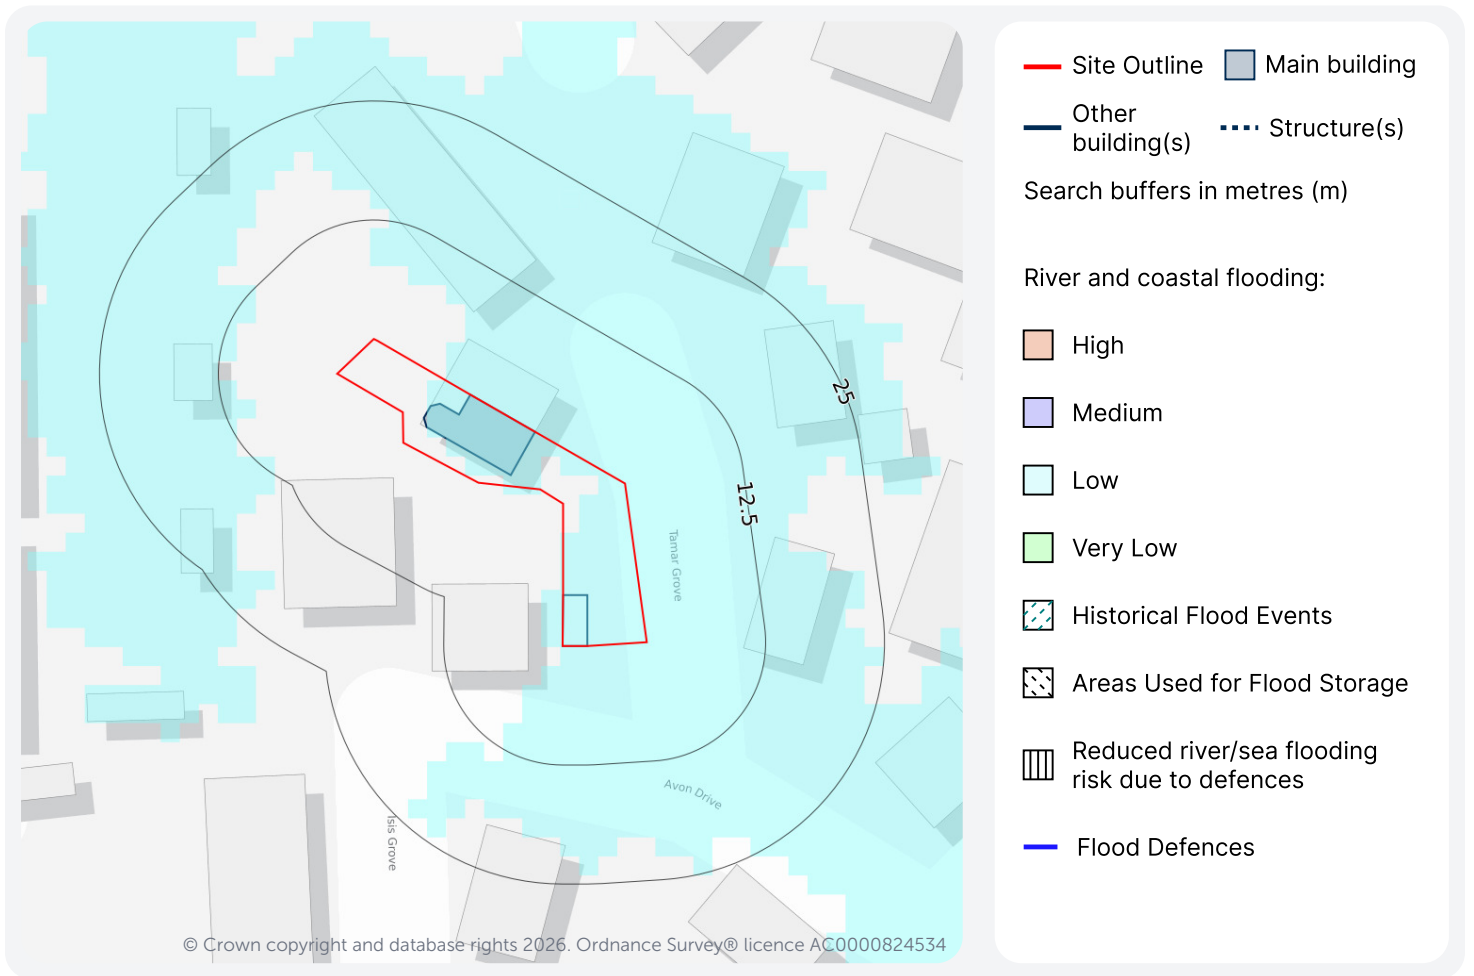 Site Outline
Main building
Other
building(s)
Structure(s)
Search buffers in metres (m)
River and coastal flooding:
High
Medium
Low
Very Low
Historical Flood Events
Areas Used for Flood Storage
Reduced river/sea flooding
risk due to defences
Flood Defences
25
12.5
Tamar Grove
Avon Drive
Isis Grove
© Crown copyright and database rights 2026. Ordnance Survey® licence AC0000824534